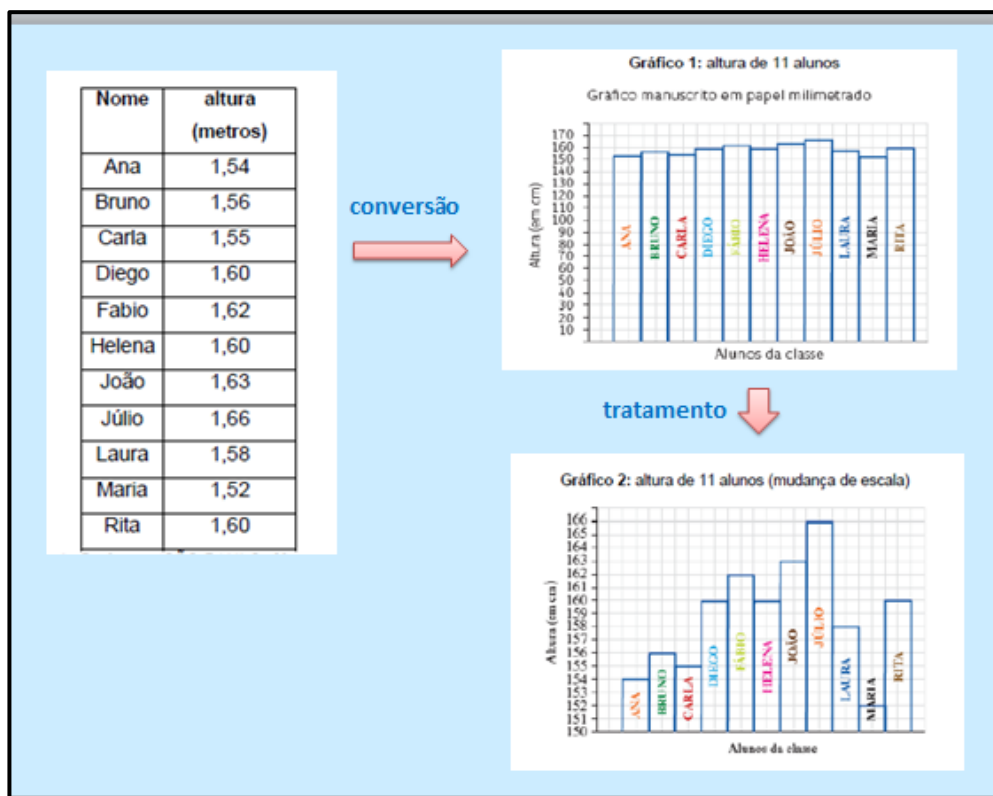 Nome altura
(metros)
Ana 1,54
Bruno 1,56
Carla 1,55
Diego 1,60
Fabio 1,62
Helena 1,60
João 1,63
Júlio 1,66
Laura 1,58
Maria 1,52
Rita 1,60
conversão
Gráfico 1: altura de 11 alunos
Gráfico manuscrito em papel milimetrado
Altura (em cm)
170
160
150
140
130
120
110
100
90
80
70
60
50
40
30
20
10
ANA
BRUNO
CARLA
DIEGO
FÁBIO
HELENA
JOÃO
JÚLIO
LAURA
MARIA
RITA
Alunos da classe
tratamento
Gráfico 2: altura de 11 alunos (mudança de escala)
Altura (em cm)
166
165
164
163
162
161
160
159
158
156
155
154
153
152
151
150
ANA
BRUNO
CARLA
DIEGO
FÁBIO
HELENA
JOÃO
JÚLIO
LAURA
MARIA
RITA
Alunos da classe